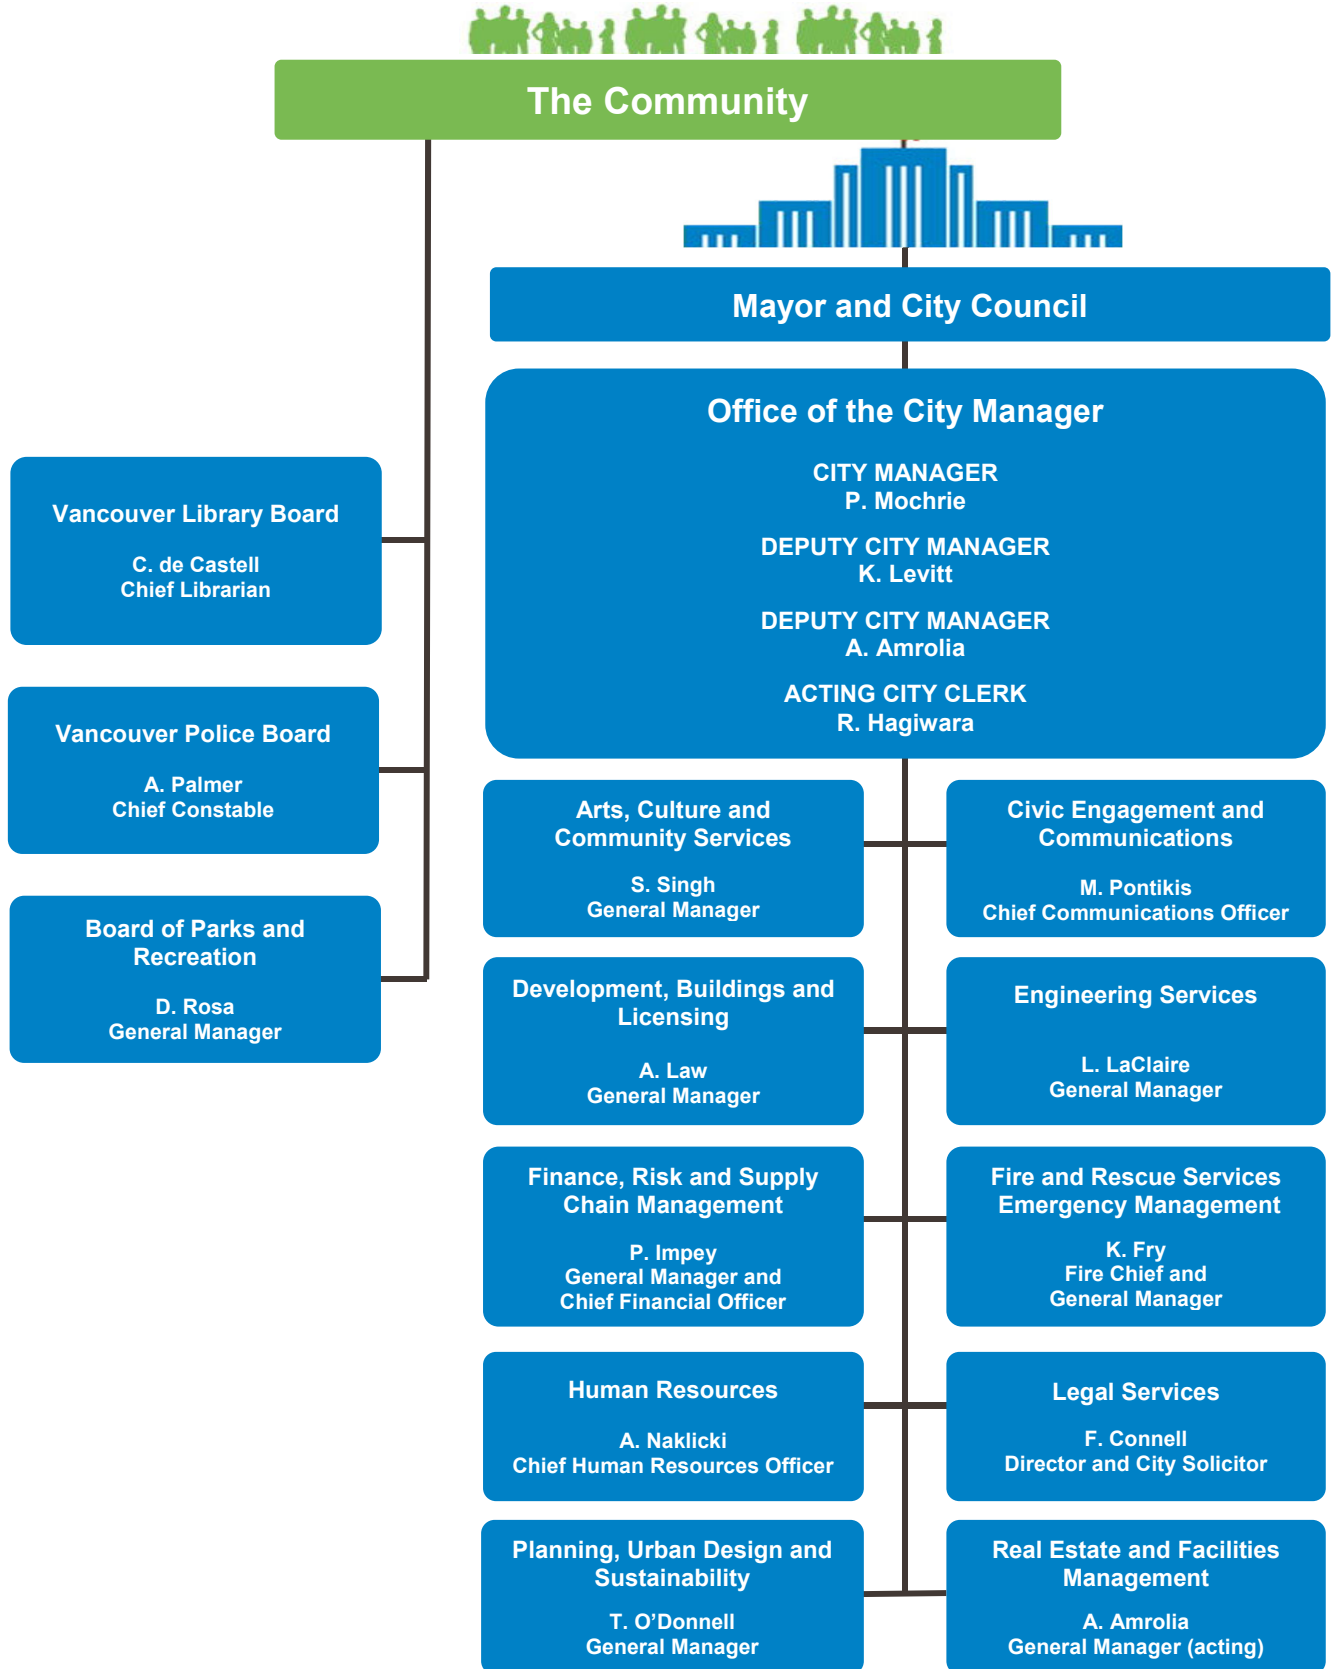 The Community
Mayor and City Council
Office of the City Manager
CITY MANAGER
P. Mochrie
DEPUTY CITY MANAGER
K. Levitt
DEPUTY CITY MANAGER
A. Amrolia
ACTING CITY CLERK
R. Hagiwara
Vancouver Library Board
C. de Castell
Chief Librarian
Vancouver Police Board
A. Palmer
Chief Constable
Board of Parks and
Recreation
D. Rosa
General Manager
Arts, Culture and
Community Services
S. Singh
General Manager
Civic Engagement and
Communications
M. Pontikis
Chief Communications Officer
Development, Buildings and
Licensing
A. Law
General Manager
Engineering Services
L. LaClaire
General Manager
Finance, Risk and Supply
Chain Management
P. Impey
General Manager and
Chief Financial Officer
Fire and Rescue Services
Emergency Management
K. Fry
Fire Chief and
General Manager
Human Resources
A. Naklicki
Chief Human Resources Officer
Legal Services
F. Connell
Director and City Solicitor
Planning, Urban Design and
Sustainability
T. O’Donnell
General Manager
Real Estate and Facilities
Management
A. Amrolia
General Manager (acting)